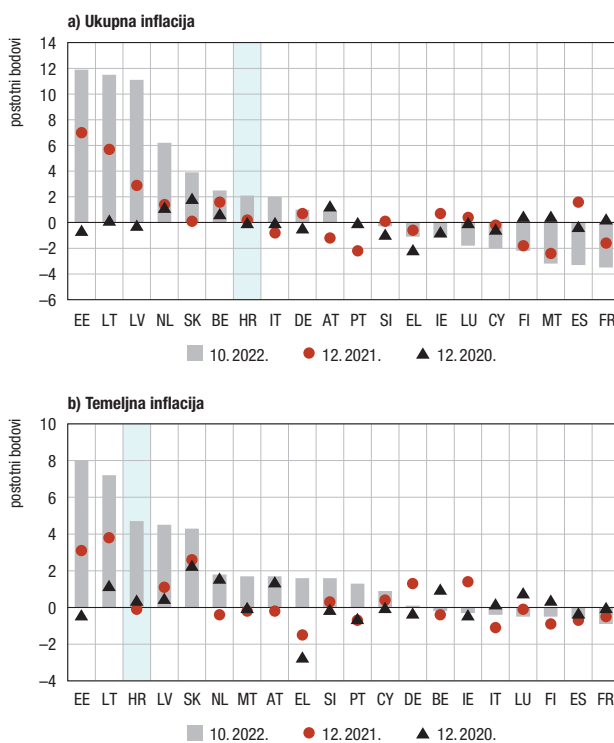 a) Ukupna inflacija
postotni bodovi
14
12
10
8
6
4
2
0
−2
−4
−6
EE LT LV NL SK BE HR IT DE AT PT SI EL IE LU CY FI MT ES FR
10. 2022. 12. 2021. 12. 2020.
b) Temeljna inflacija
postotni bodovi
10
8
6
4
2
0
−2
−4
EE LT HR LV SK NL MT AT EL SI PT CY DE BE IE IT LU FI ES FR
10. 2022. 12. 2021. 12. 2020.